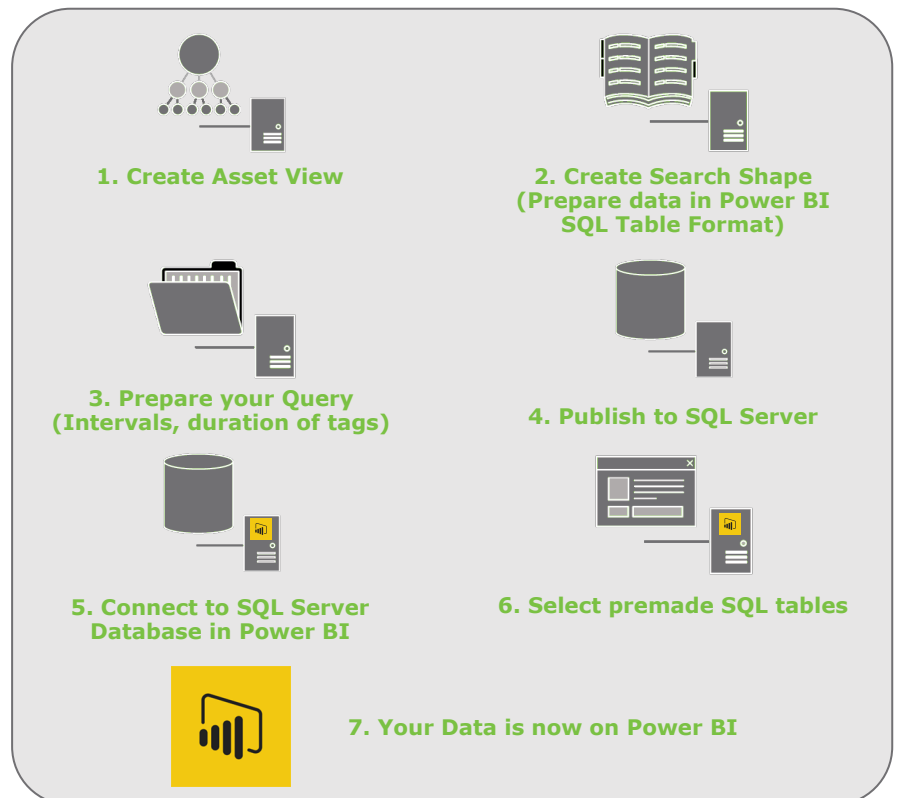 1. Create Asset View
2. Create Search Shape
(Prepare data in Power BI
SQL Table Format)
3. Prepare your Query
(Intervals, duration of tags)
4. Publish to SQL Server
5. Connect to SQL Server
Database in Power BI
6. Select premade SQL tables
7. Your Data is now on Power BI